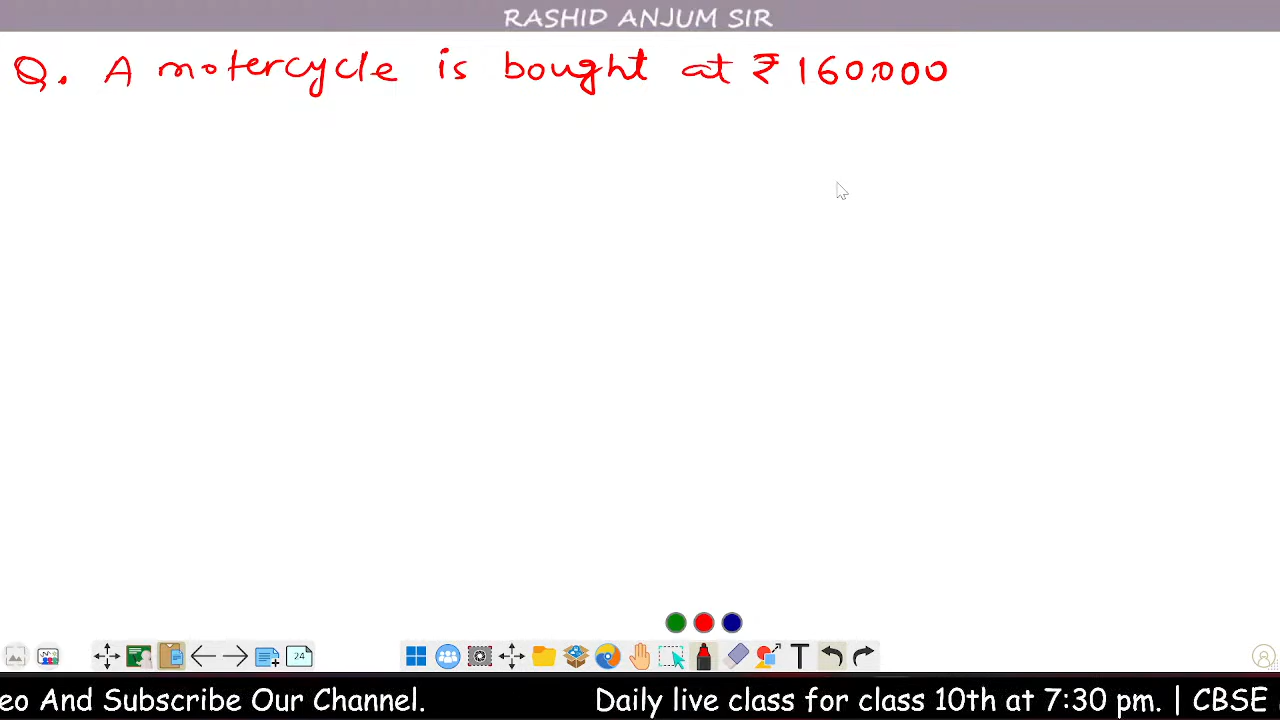 RASHID ANJUM SIR
Q. A motercycle is bought at ₹ 160,000
24
eo And Subscribe Our Channel. Daily live class for class 10th at 7:30 pm. | CBSE